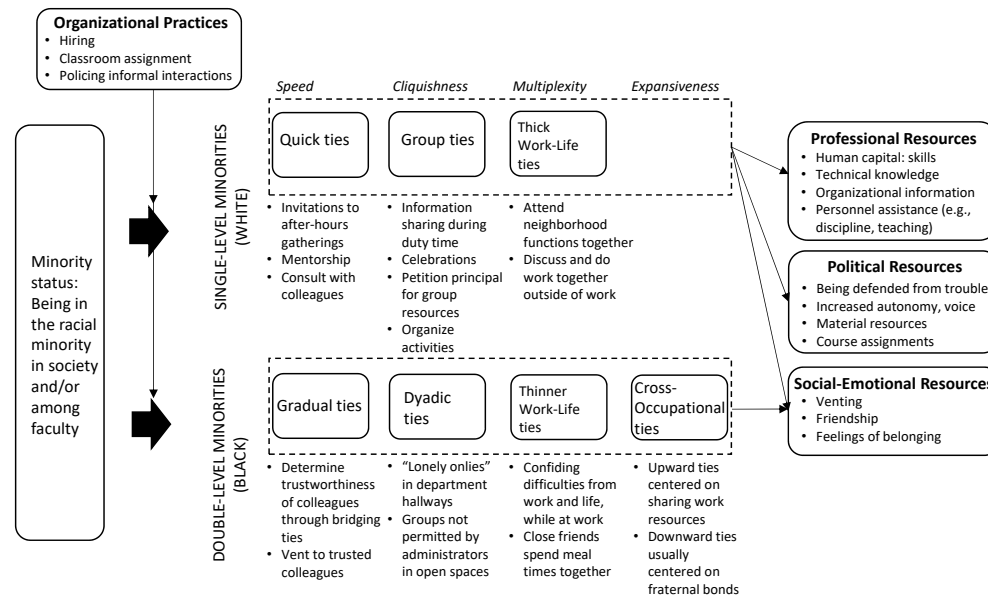 Organizational Practices
• Hiring
• Classroom assignment
• Policing informal interactions
Minority
status:
Being in
the racial
minority
in society
and/or
among
faculty
SINGLE-LEVEL MINORITIES
(WHITE)
Speed
Cliquishness
Multiplexity
Expansiveness
Quick ties
Group ties
Thick
Work-Life
ties
• Invitations to
after-hours
gatherings
• Mentorship
• Consult with
colleagues
• Information
sharing during
duty time
• Celebrations
• Petition principal
for group
resources
• Organize
activities
• Attend
neighborhood
functions together
• Discuss and do
work together
outside of work
DOUBLE-LEVEL MINORITIES
(BLACK)
Gradual ties
Dyadic
ties
Thinner
Work-Life
ties
Cross-
Occupational
ties
• Determine
trustworthiness
of colleagues
through bridging
ties
• Vent to trusted
colleagues
• “Lonely onlies”
in department
hallways
• Groups not
permitted by
administrators
in open spaces
• Confiding
difficulties from
work and life,
while at work
• Close friends
spend meal
times together
• Upward ties
centered on
sharing work
resources
• Downward ties
usually
centered on
fraternal bonds
Professional Resources
• Human capital: skills
• Technical knowledge
• Organizational information
• Personnel assistance (e.g.,
discipline, teaching)
Political Resources
• Being defended from trouble
• Increased autonomy, voice
• Material resources
• Course assignments
Social-Emotional Resources
• Venting
• Friendship
• Feelings of belonging